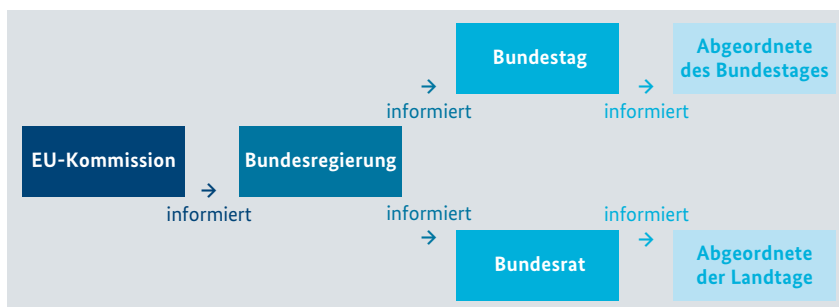 Bundestag
Abgeordnete
des Bundestages
→
informiert
→
informiert
EU-Kommission
Bundesregierung
→
informiert
informiert
→
informiert
→
Bundesrat
Abgeordnete
der Landtage